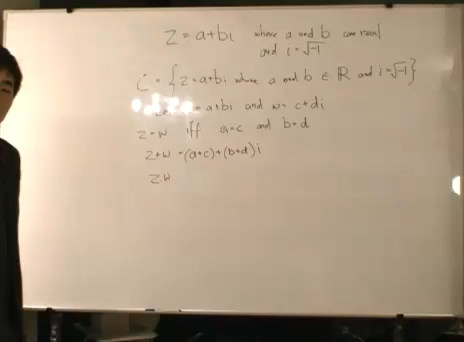 z = a+bi where a and b are real
and i = √-1
C = { z = a+bi where a and b ∈ ℝ and i = √-1 }
= a+bi and w = c+di
z = w iff a=c and b=d
z+w = (a+c)+(b+d)i
zw